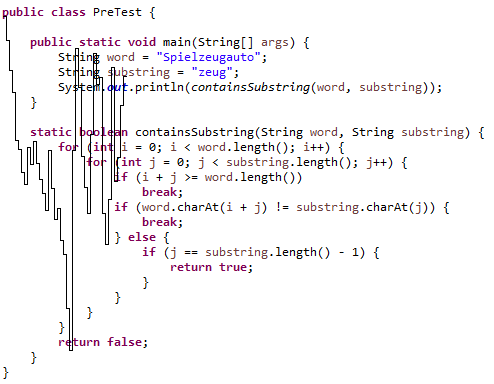 public class PreTest {
public static void main(String[] args) {
String word = "Spielzeugauto";
String substring = "zeug";
System.out.println(containsSubstring(word, substring));
}
static boolean containsSubstring(String word, String substring) {
for (int i = 0; i < word.length(); i++) {
for (int j = 0; j < substring.length(); j++) {
if (i + j >= word.length())
break;
if (word.charAt(i + j) != substring.charAt(j)) {
break;
} else {
if (j == substring.length() - 1) {
return true;
}
}
}
}
return false;
}
}